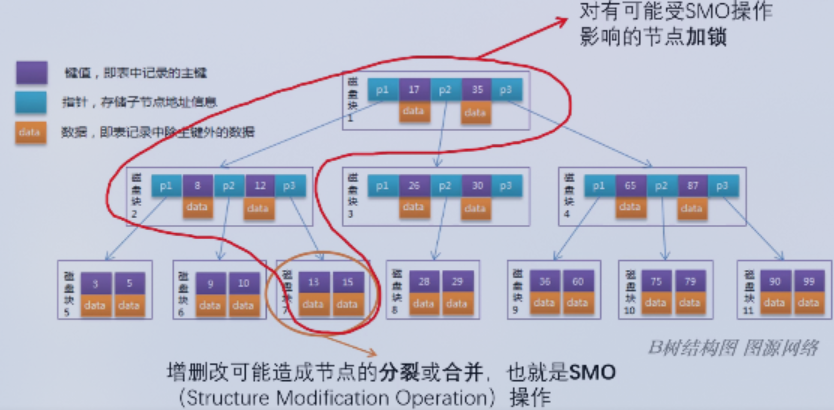 对有可能受SMO操作
影响的节点加锁
键值，即表中记录的主键
指针，存储子节点地址信息
data 数据，即表记录中除主键外的数据
磁盘块1 p1 17 p2 35 p3
data data
磁盘块2 p1 8 p2 12 p3
data data
磁盘块3 p1 26 p2 30 p3
data data
磁盘块4 p1 65 p2 87 p3
data data
磁盘块5 3 5
data data
磁盘块6 9 10
data data
磁盘块7 13 15
data data
磁盘块8 28 29
data data
磁盘块9 36 60
data data
磁盘块10 75 79
data data
磁盘块11 90 99
data data
B树结构图 图源网络
增删改可能造成节点的分裂或合并，也就是SMO
（Structure Modification Operation）操作